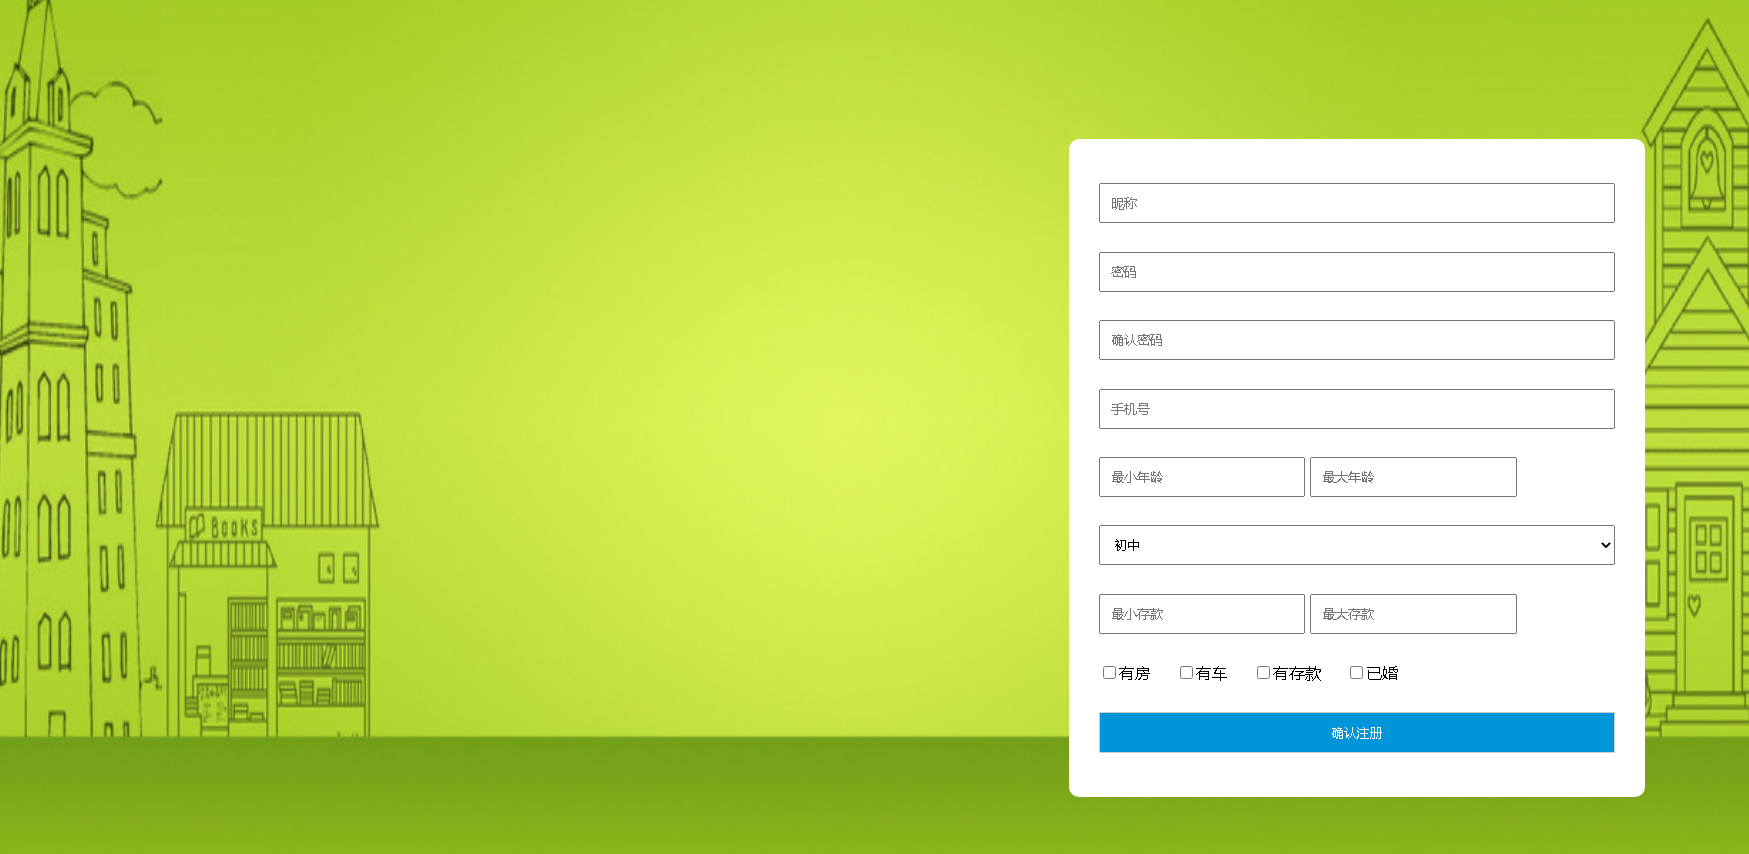 昵称
密码
确认密码
手机号
最小年龄 最大年龄
初中
最小存款 最大存款
有房 有车 有存款 已婚
确认注册
BOOKS